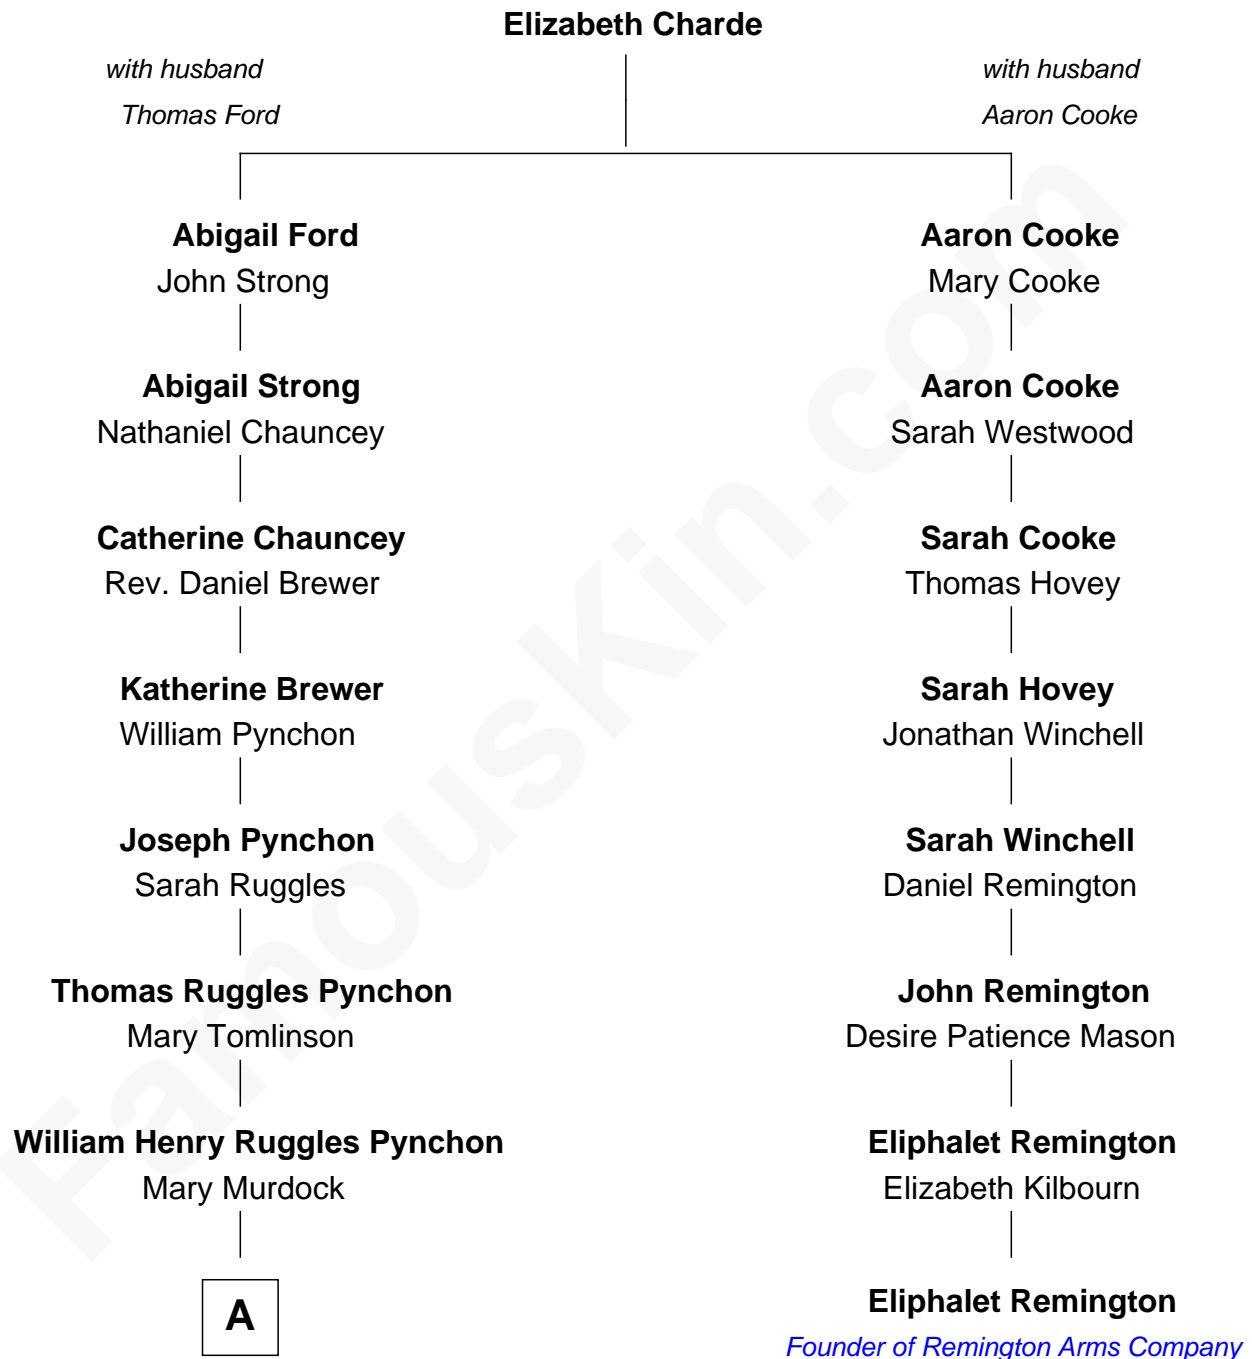 Elizabeth Charde
with husband
Thomas Ford
with husband
Aaron Cooke
Abigail Ford
John Strong
Aaron Cooke
Mary Cooke
Abigail Strong
Nathaniel Chauncey
Aaron Cooke
Sarah Westwood
Catherine Chauncey
Rev. Daniel Brewer
Sarah Cooke
Thomas Hovey
Katherine Brewer
William Pynchon
Sarah Hovey
Jonathan Winchell
Joseph Pynchon
Sarah Ruggles
Sarah Winchell
Daniel Remington
Thomas Ruggles Pynchon
Mary Tomlinson
John Remington
Desire Patience Mason
William Henry Ruggles Pynchon
Mary Murdock
Eliphalet Remington
Elizabeth Kilbourn
A
Eliphalet Remington
Founder of Remington Arms Company
FamousKin.com